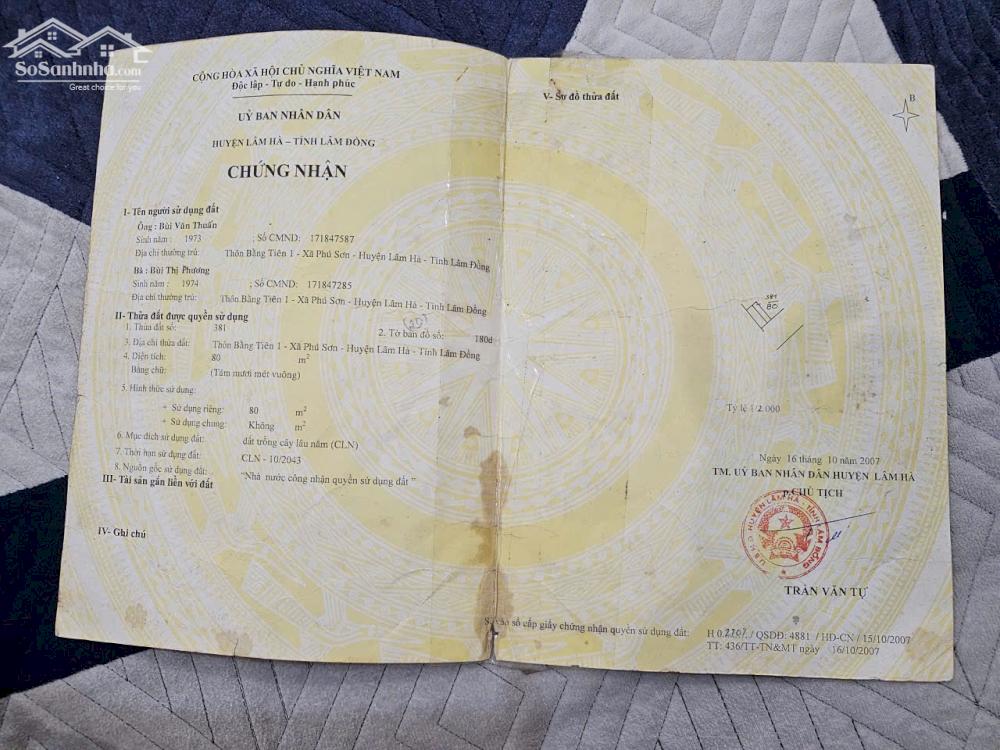 SoSanhnha.com
Great choice for you
CỘNG HÒA XÃ HỘI CHỦ NGHĨA VIỆT NAM
Độc lập - Tự do - Hạnh phúc
UỶ BAN NHÂN DÂN
HUYỆN LÂM HÀ – TỈNH LÂM ĐỒNG
CHỨNG NHẬN
I- Tên người sử dụng đất
Ông : Bùi Văn Thuấn
Sinh năm : 1973 ; Số CMND: 171847587
Địa chỉ thường trú: Thôn Bằng Tiên 1 - Xã Phú Sơn - Huyện Lâm Hà - Tỉnh Lâm Đồng
Bà : Bùi Thị Phương
Sinh năm : 1974 ; Số CMND: 171847285
Địa chỉ thường trú: Thôn Bằng Tiên 1 - Xã Phú Sơn - Huyện Lâm Hà - Tỉnh Lâm Đồng
II- Thửa đất được quyền sử dụng
1. Thửa đất số: 381 2. Tờ bản đồ số: 180d
3. Địa chỉ thửa đất: Thôn Bằng Tiên 1 - Xã Phú Sơn - Huyện Lâm Hà - Tỉnh Lâm Đồng
4. Diện tích: 80 m²
Bằng chữ: (Tám mươi mét vuông)
5. Hình thức sử dụng:
+ Sử dụng riêng: 80 m²
+ Sử dụng chung: Không m²
6. Mục đích sử dụng đất: đất trồng cây lâu năm (CLN)
7. Thời hạn sử dụng đất: CLN - 10/2043
8. Nguồn gốc sử dụng đất: "Nhà nước công nhận quyền sử dụng đất "
III- Tài sản gắn liền với đất
IV- Ghi chú
V- Sơ đồ thửa đất
B
381
80
Tỷ lệ 1/2.000
Ngày 16 tháng 10 năm 2007
TM. UỶ BAN NHÂN DÂN HUYỆN LÂM HÀ
P.CHỦ TỊCH
U.B.N.D HUYỆN LÂM HÀ - TỈNH LÂM ĐỒNG
TRẦN VĂN TỰ
Số vào sổ cấp giấy chứng nhận quyền sử dụng đất: H 0.2707 / QSDĐ: 4881 / HĐ-CN / 15/10/2007
TT: 436/TT-TN&MT ngày 16/10/2007